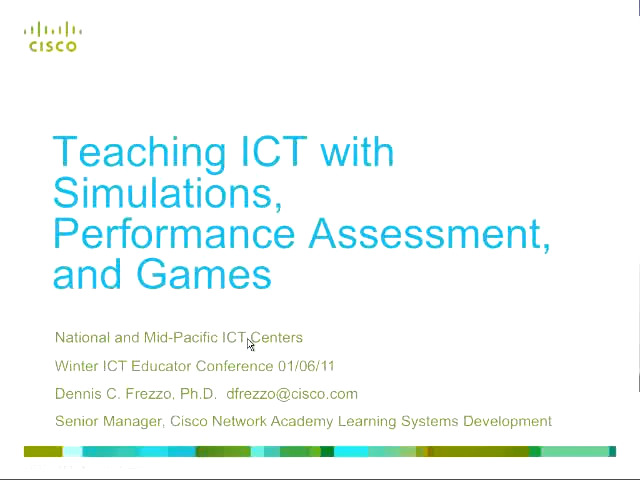 CISCO
Teaching ICT with
Simulations,
Performance Assessment,
and Games
National and Mid-Pacific ICT Centers
Winter ICT Educator Conference 01/06/11
Dennis C. Frezzo, Ph.D. dfrezzo@cisco.com
Senior Manager, Cisco Network Academy Learning Systems Development